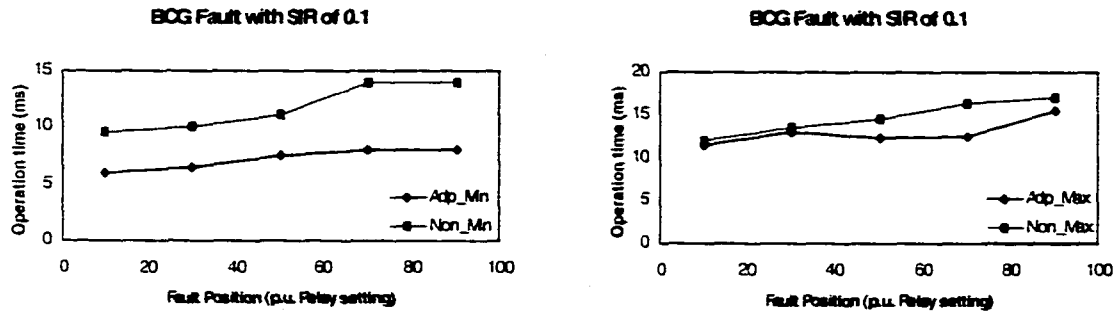 BCG Fault with SIR of 0.1
15
10
5
0
Operation time (ms)
Adp_Min
Non_Min
0 20 40 60 80 100
Fault Position (p.u. Relay setting)
BCG Fault with SIR of 0.1
20
15
10
5
0
Operation time (ms)
Adp_Max
Non_Max
0 20 40 60 80 100
Fault Position (p.u. Relay setting)